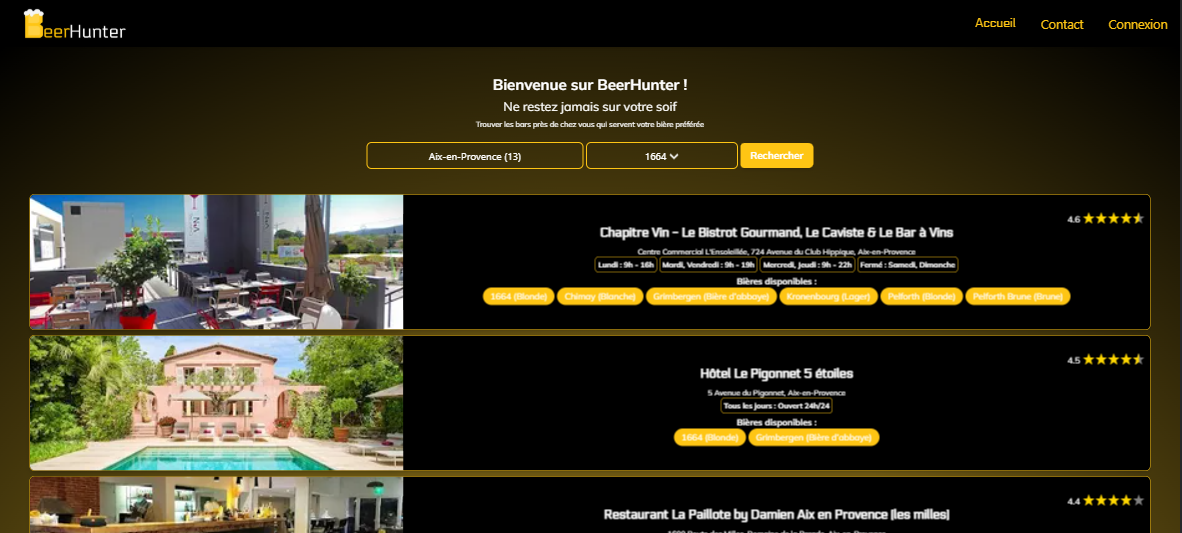 BeerHunter
Accueil Contact Connexion
Bienvenue sur BeerHunter !
Ne restez jamais sur votre soif
Trouver les bars près de chez vous qui servent votre bière préférée
Aix-en-Provence (13) 1664 Rechercher
4.6
Chapitre Vin - Le Bistrot Gourmand, Le Caviste & Le Bar à Vins
Centre Commercial L'Ensoleillée, 724 Avenue du Club Hippique, Aix-en-Provence
Lundi : 9h - 16h Mardi, Vendredi : 9h - 19h Mercredi, Jeudi : 9h - 22h Fermé : Samedi, Dimanche
Bières disponibles :
1664 (Blonde) Chimay (Blanche) Grimbergen (Bière d'abbaye) Kronenbourg (Lager) Pelforth (Blonde) Pelforth Brune (Brune)
4.5
Hôtel Le Pigonnet 5 étoiles
5 Avenue du Pigonnet, Aix-en-Provence
Tous les jours : Ouvert 24h/24
Bières disponibles :
1664 (Blonde) Grimbergen (Bière d'abbaye)
4.4
Restaurant La Paillote by Damien Aix en Provence (les milles)